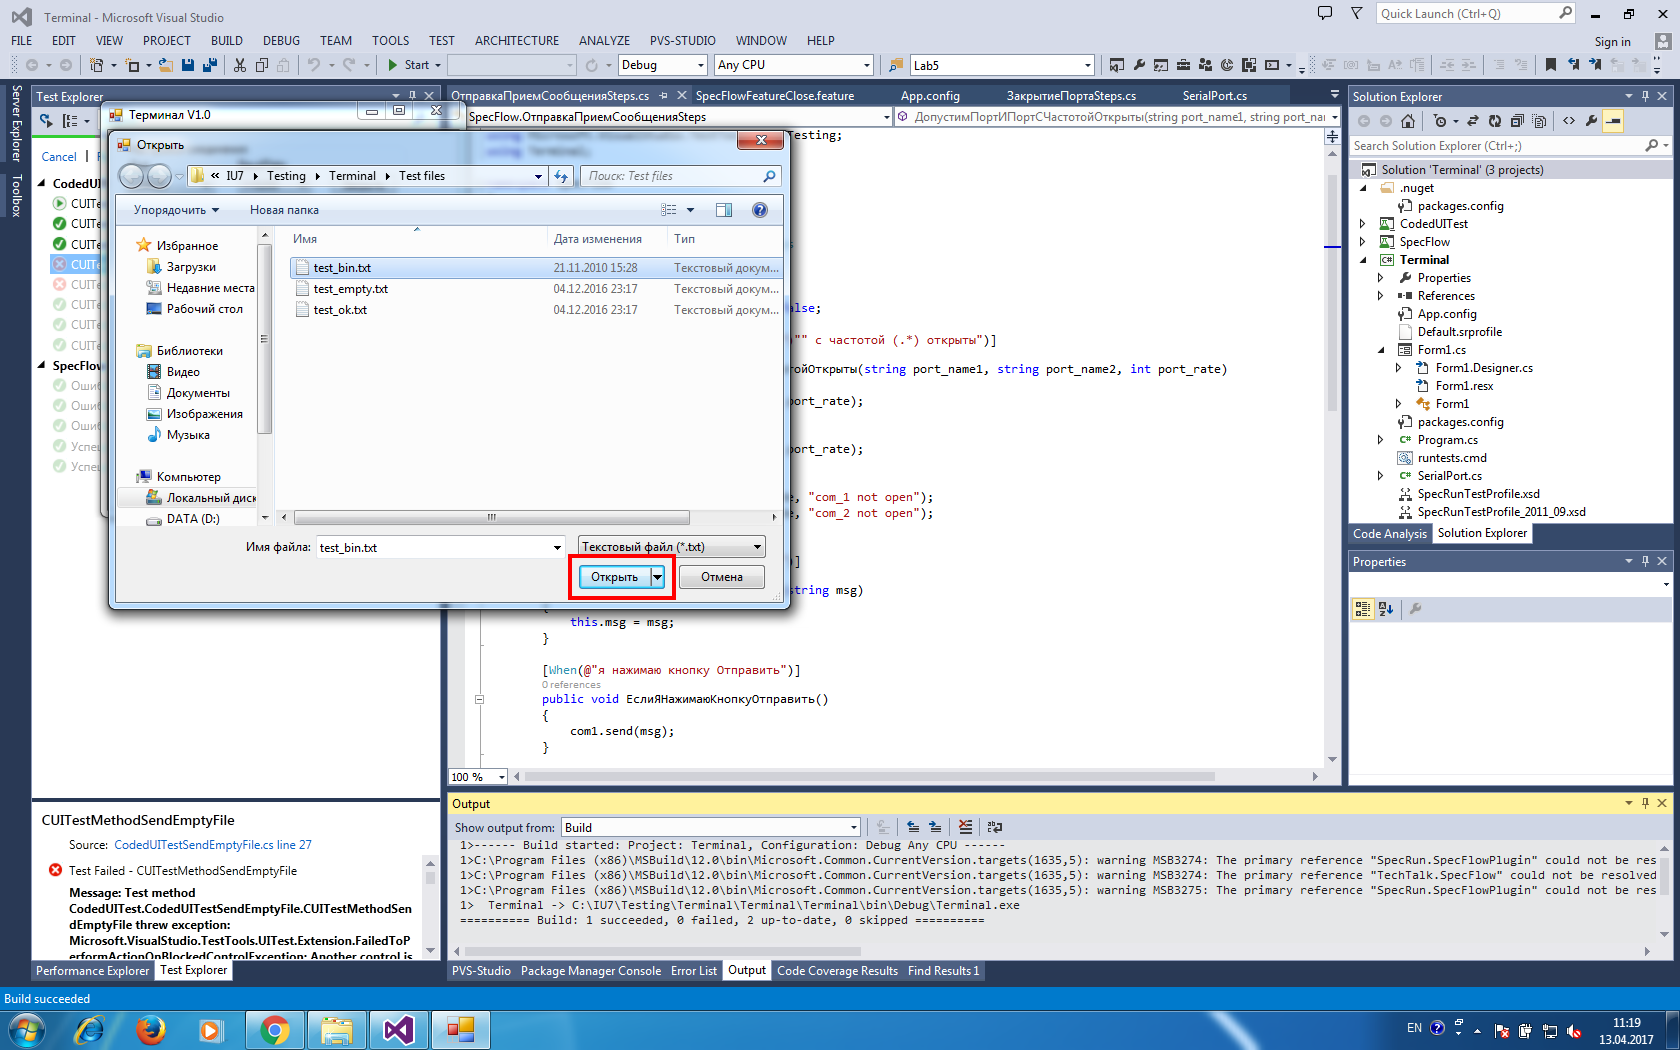 Terminal - Microsoft Visual Studio
Quick Launch (Ctrl+Q)
FILE EDIT VIEW PROJECT BUILD DEBUG TEAM TOOLS TEST ARCHITECTURE ANALYZE PVS-STUDIO WINDOW HELP
Sign in
Start Debug Any CPU Lab5
Server Explorer
Toolbox
Test Explorer
Cancel
CodedUI
CUITe
CUITe
CUITe
CUITe
CUITe
CUITe
CUITe
CUITe
SpecFlow
Ошиб
Ошиб
Ошиб
Успец
Успец
Терминал V1.0
Открыть
« IU7 Testing Terminal Test files
Поиск: Test files
Упорядочить Новая папка
Имя Дата изменения Тип
test_bin.txt 21.11.2010 15:28 Текстовый докум...
test_empty.txt 04.12.2016 23:17 Текстовый докум...
test_ok.txt 04.12.2016 23:17 Текстовый докум...
Избранное
Загрузки
Недавние места
Рабочий стол
Библиотеки
Видео
Документы
Изображения
Музыка
Компьютер
Локальный диск
DATA (D:)
Имя файла: test_bin.txt
Текстовый файл (*.txt)
Открыть Отмена
ОтправкаПриемСообщенияSteps.cs SpecFlowFeatureClose.feature App.config ЗакрытиеПортаSteps.cs SerialPort.cs
SpecFlow.ОтправкаПриемСообщенияSteps
ДопустимПортИПортСЧастотойОткрыты(string port_name1, string port_nar
Testing;
alse;
"" с частотой (.*) открыты")]
ойОткрыты(string port_name1, string port_name2, int port_rate)
ort_rate);
ort_rate);
e, "com_1 not open");
e, "com_2 not open");
]
string msg)
{
this.msg = msg;
}
[When(@"я нажимаю кнопку Отправить")]
0 references
public void ЕслиЯНажимаюКнопкуОтправить()
{
com1.send(msg);
}
100 %
Solution Explorer
Search Solution Explorer (Ctrl+;)
Solution 'Terminal' (3 projects)
.nuget
packages.config
CodedUITest
SpecFlow
Terminal
Properties
References
App.config
Default.srprofile
Form1.cs
Form1.Designer.cs
Form1.resx
Form1
packages.config
Program.cs
runtests.cmd
SerialPort.cs
SpecRunTestProfile.xsd
SpecRunTestProfile_2011_09.xsd
Code Analysis Solution Explorer
Properties
CUITestMethodSendEmptyFile
Source: CodedUITestSendEmptyFile.cs line 27
Test Failed - CUITestMethodSendEmptyFile
Message: Test method
CodedUITest.CodedUITestSendEmptyFile.CUITestMethodSen
dEmptyFile threw exception:
Microsoft.VisualStudio.TestTools.UITest.Extension.FailedToP
erformActionOnBlockedControlException: Another control is
Performance Explorer Test Explorer
Output
Show output from: Build
1>------ Build started: Project: Terminal, Configuration: Debug Any CPU ------
1>C:\Program Files (x86)\MSBuild\12.0\bin\Microsoft.Common.CurrentVersion.targets(1635,5): warning MSB3274: The primary reference "SpecRun.SpecFlowPlugin" could not be res
1>C:\Program Files (x86)\MSBuild\12.0\bin\Microsoft.Common.CurrentVersion.targets(1635,5): warning MSB3274: The primary reference "TechTalk.SpecFlow" could not be resolved
1>C:\Program Files (x86)\MSBuild\12.0\bin\Microsoft.Common.CurrentVersion.targets(1635,5): warning MSB3275: The primary reference "SpecRun.SpecFlowPlugin" could not be res
1> Terminal -> C:\IU7\Testing\Terminal\Terminal\Terminal\bin\Debug\Terminal.exe
========== Build: 1 succeeded, 0 failed, 2 up-to-date, 0 skipped ==========
PVS-Studio Package Manager Console Error List Output Code Coverage Results Find Results 1
Build succeeded
EN
11:19
13.04.2017